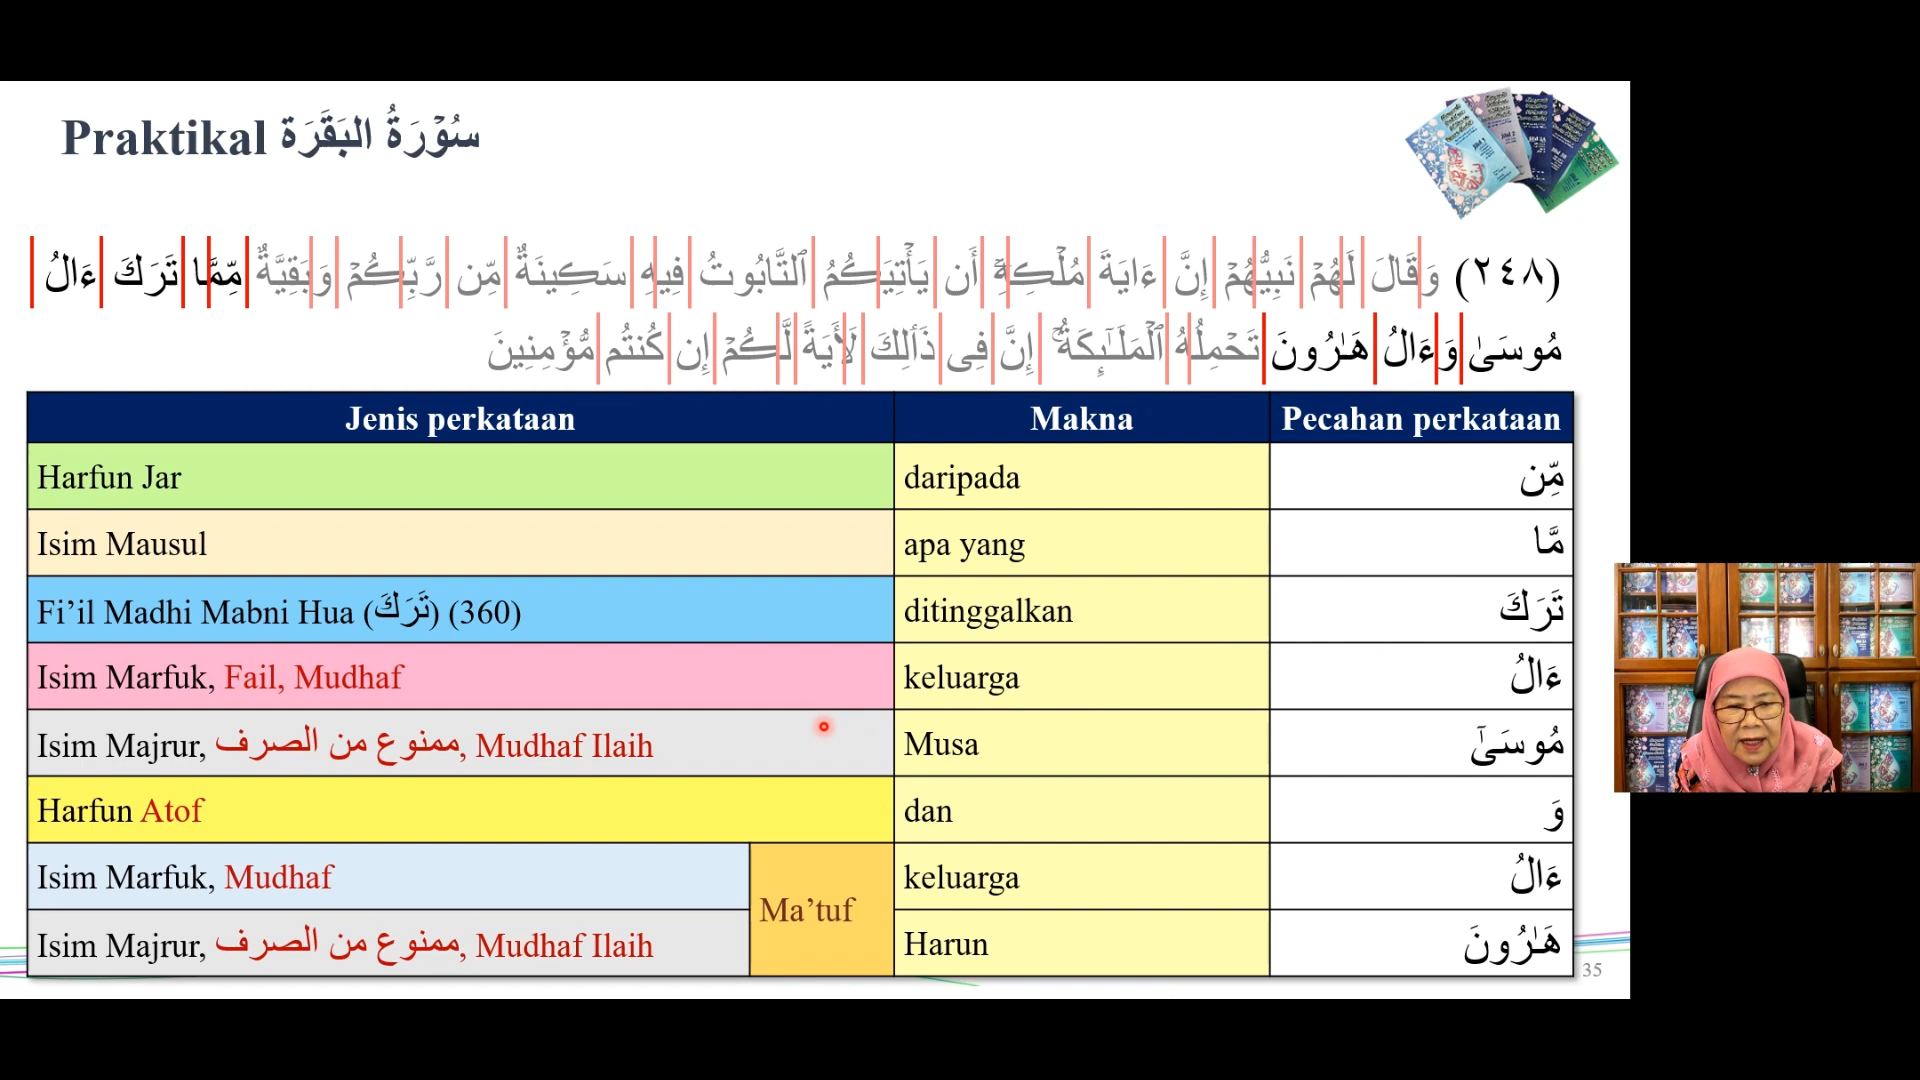 Praktikal سُوْرَةُ البَقَرَة
(٢٤٨) وَقَالَ لَهُمْ نَبِيُّهُمْ إِنَّ ءَايَةَ مُلْكِهِۦٓ أَن يَأْتِيَكُمُ ٱلتَّابُوتُ فِيهِ سَكِينَةٌ مِّن رَّبِّكُمْ وَبَقِيَّةٌ مِّمَّا تَرَكَ ءَالُ
مُوسَىٰ وَءَالُ هَـٰرُونَ تَحْمِلُهُ ٱلْمَلَـٰٓئِكَةُ ۚ إِنَّ فِى ذَٰلِكَ لَأَيَةً لَّكُمْ إِن كُنتُم مُّؤْمِنِينَ
Jenis perkataan Makna Pecahan perkataan
Harfun Jar daripada مِّن
Isim Mausul apa yang مَّا
Fi’il Madhi Mabni Hua (تَرَكَ) (360) ditinggalkan تَرَكَ
Isim Marfuk, Fail, Mudhaf keluarga ءَالُ
Isim Majrur, ممنوع من الصرف, Mudhaf Ilaih Musa مُوسَىٰٓ
Harfun Atof dan وَ
Isim Marfuk, Mudhaf keluarga ءَالُ
Ma’tuf
Isim Majrur, ممنوع من الصرف, Mudhaf Ilaih Harun هَـٰرُونَ
35